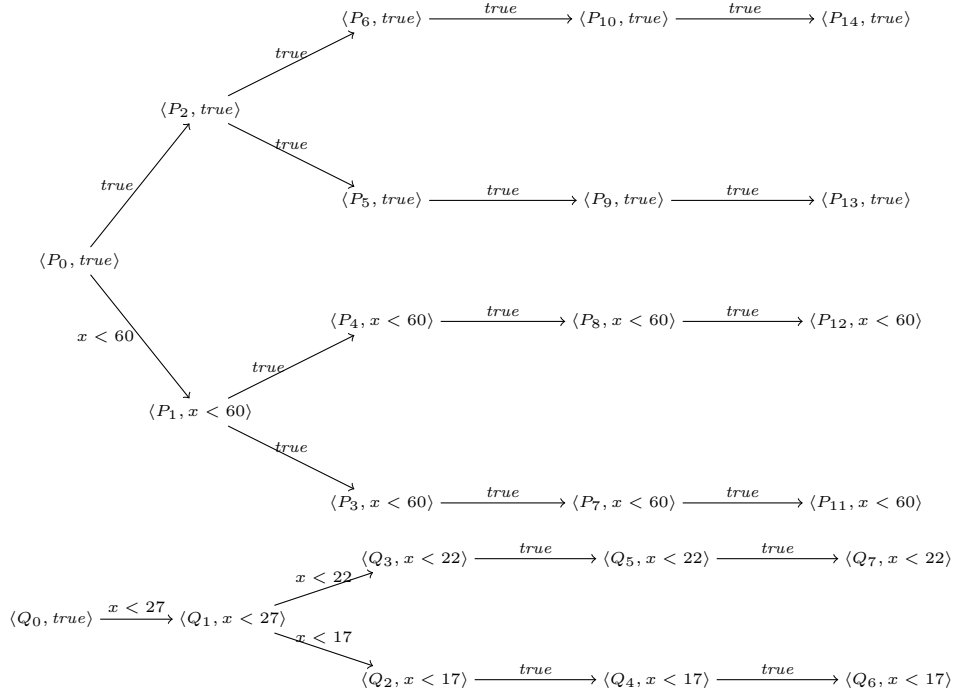 ⟨P₆, true⟩ true ⟨P₁₀, true⟩ true ⟨P₁₄, true⟩
true
⟨P₂, true⟩
true
true
⟨P₅, true⟩ true ⟨P₉, true⟩ true ⟨P₁₃, true⟩
⟨P₀, true⟩
x < 60
⟨P₄, x < 60⟩ true ⟨P₈, x < 60⟩ true ⟨P₁₂, x < 60⟩
true
⟨P₁, x < 60⟩
true
⟨P₃, x < 60⟩ true ⟨P₇, x < 60⟩ true ⟨P₁₁, x < 60⟩
⟨Q₃, x < 22⟩ true ⟨Q₅, x < 22⟩ true ⟨Q₇, x < 22⟩
x < 22
⟨Q₀, true⟩ x < 27 ⟨Q₁, x < 27⟩
x < 17
⟨Q₂, x < 17⟩ true ⟨Q₄, x < 17⟩ true ⟨Q₆, x < 17⟩